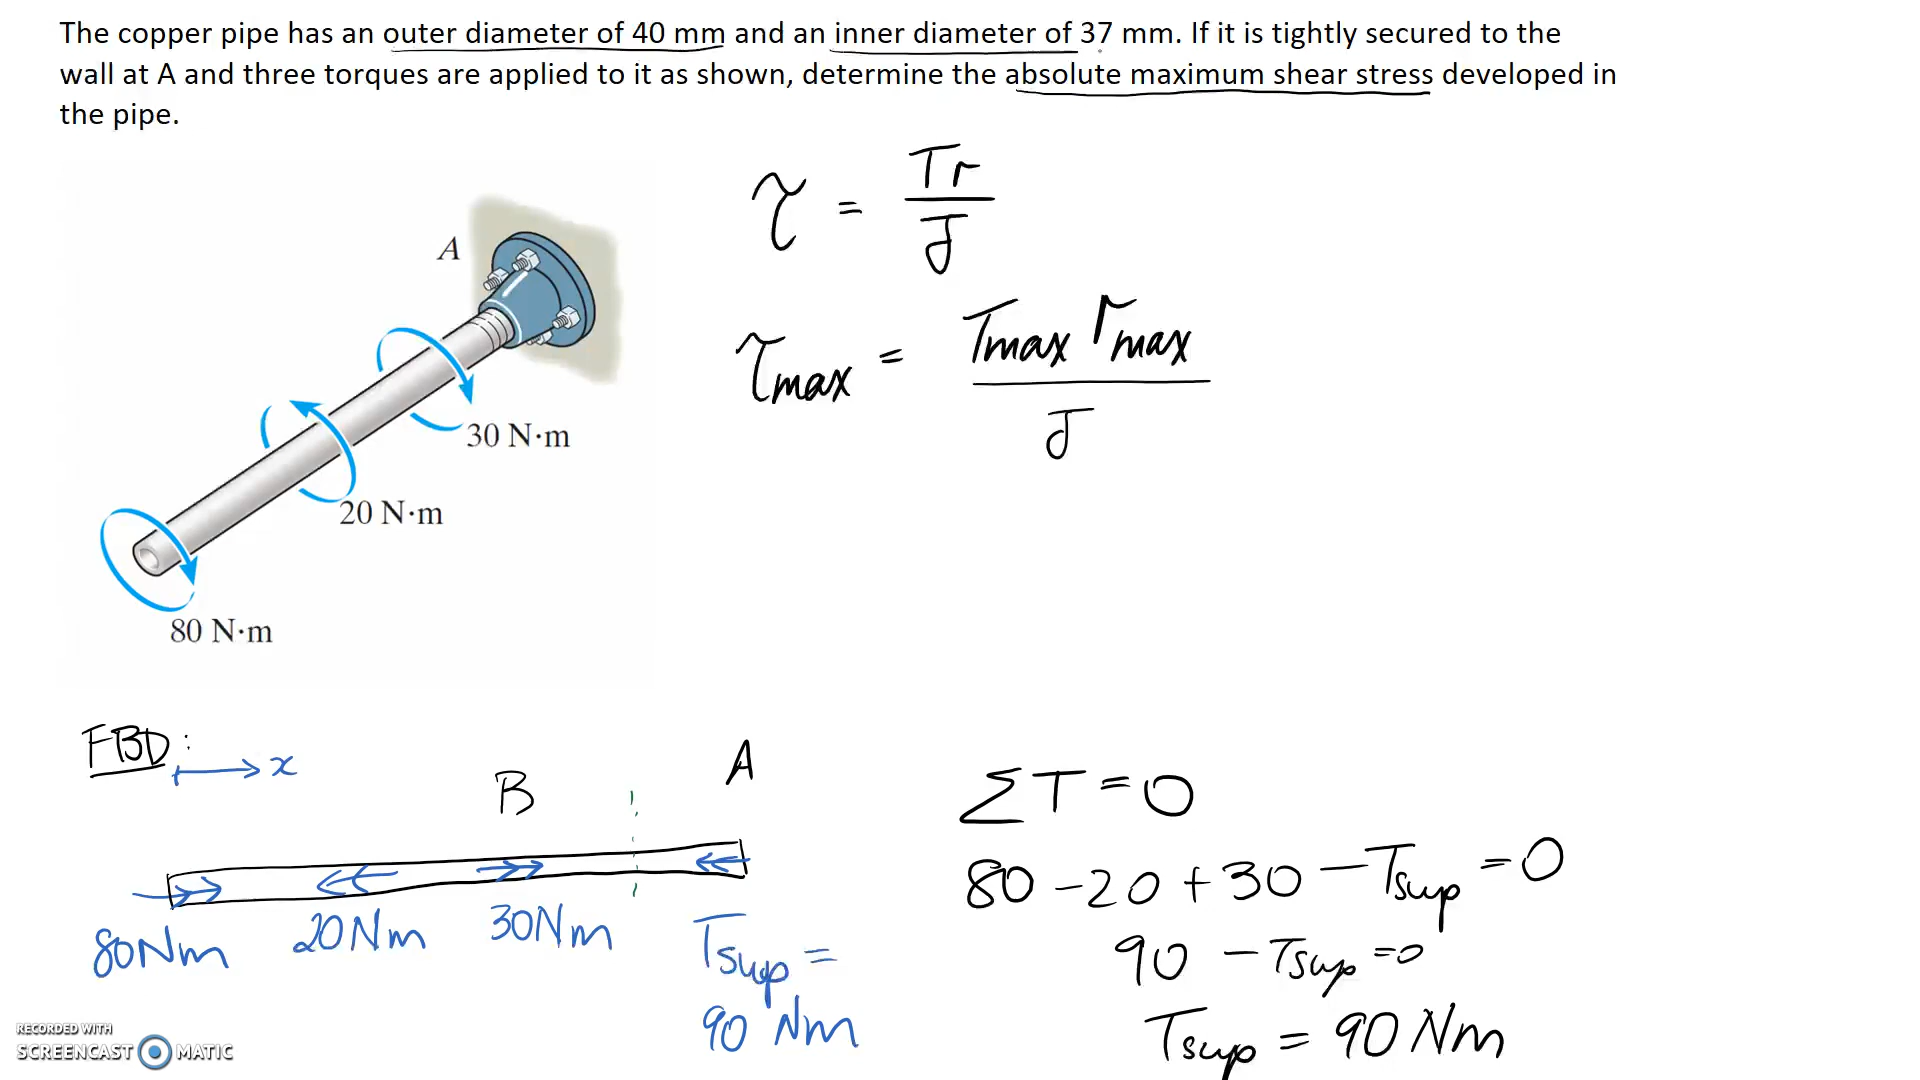 The copper pipe has an outer diameter of 40 mm and an inner diameter of 37 mm. If it is tightly secured to the
wall at A and three torques are applied to it as shown, determine the absolute maximum shear stress developed in
the pipe.
τ = Tr / J
A
τmax = Tmax rmax / J
30 N·m
20 N·m
80 N·m
FBD:
x
B
A
80Nm
20Nm
30Nm
Tsup =
90 Nm
ΣT=0
80 -20 +30 -Tsup =0
90 - Tsup =0
Tsup = 90 Nm
RECORDED WITH
SCREENCAST MATIC